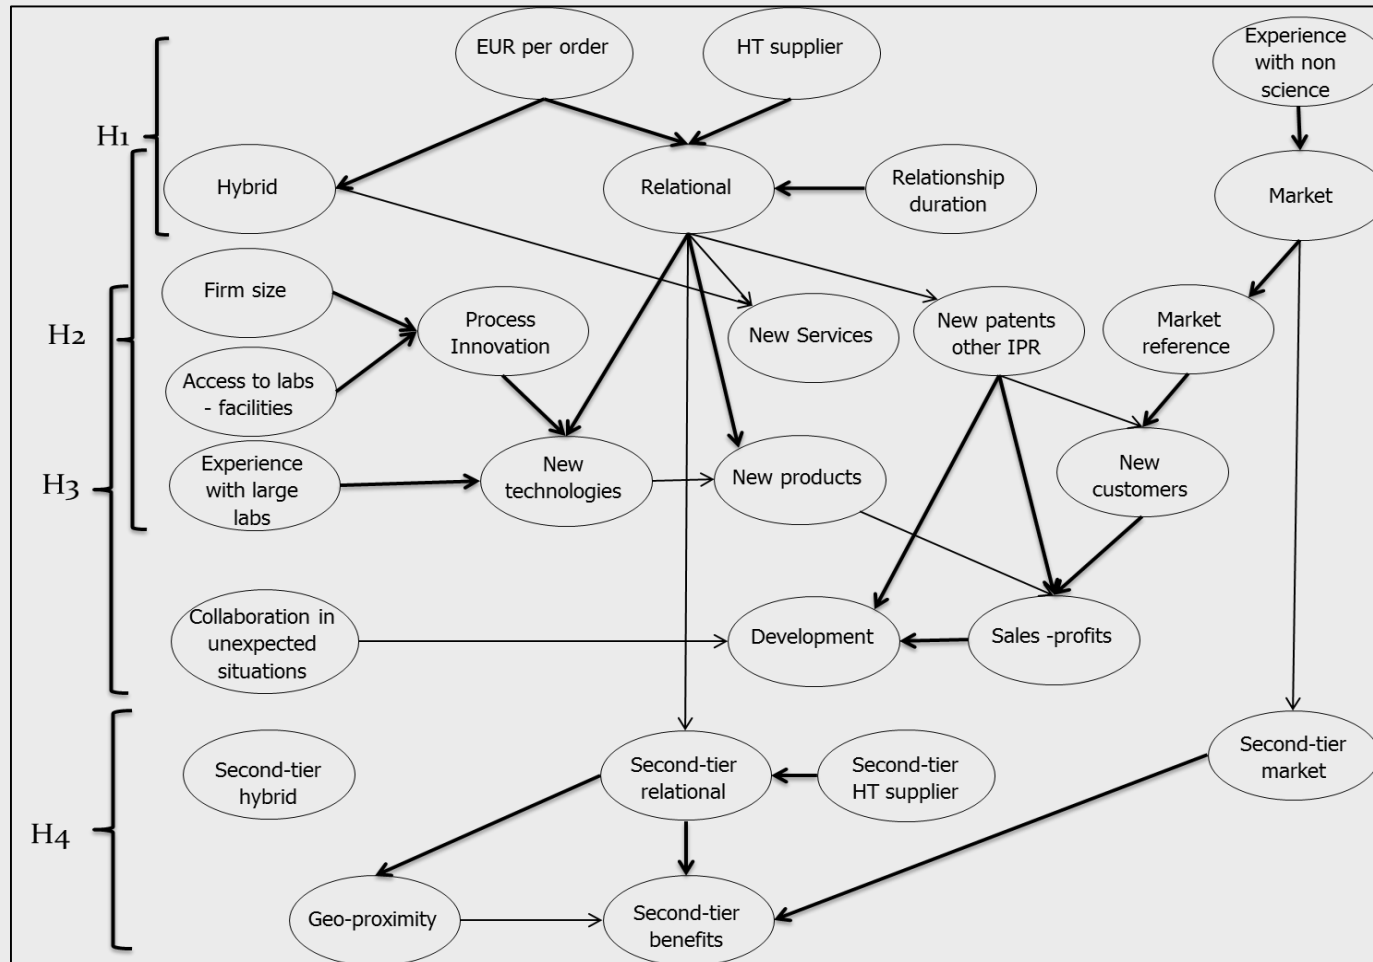 EUR per order
HT supplier
Experience
with non
science
H1
Hybrid
Relational
Relationship
duration
Market
Firm size
Process
Innovation
New Services
New patents
other IPR
Market
reference
H2
Access to labs
- facilities
Experience
with large
labs
New
technologies
New products
New
customers
H3
Collaboration in
unexpected
situations
Development
Sales -profits
Second-tier
hybrid
Second-tier
relational
Second-tier
HT supplier
Second-tier
market
H4
Geo-proximity
Second-tier
benefits